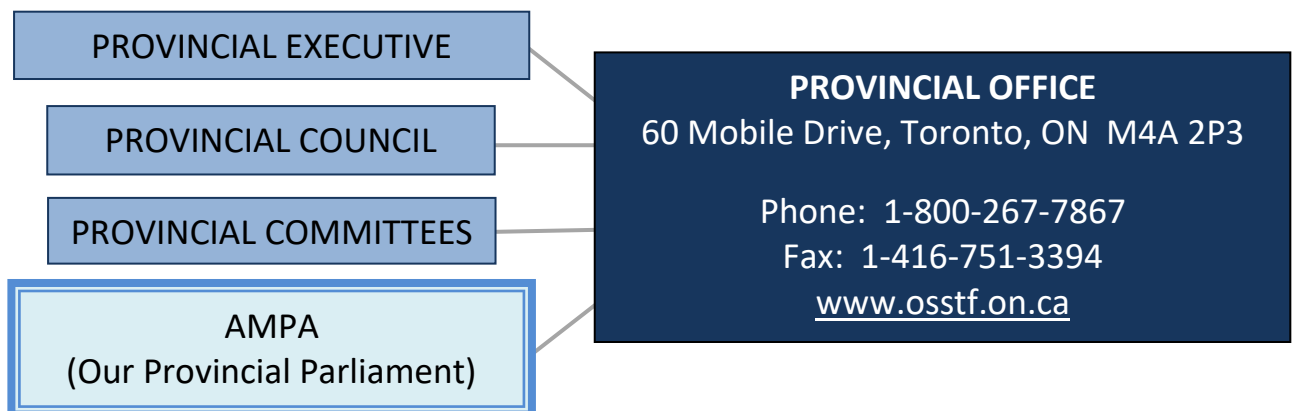 PROVINCIAL EXECUTIVE
PROVINCIAL COUNCIL
PROVINCIAL COMMITTEES
AMPA
(Our Provincial Parliament)
PROVINCIAL OFFICE
60 Mobile Drive, Toronto, ON  M4A 2P3
Phone:  1-800-267-7867
Fax:  1-416-751-3394
www.osstf.on.ca